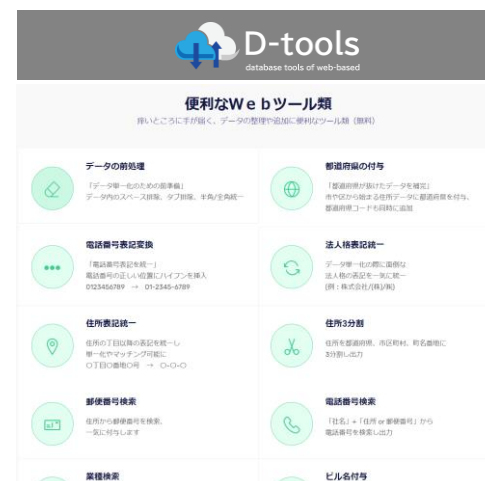 D-tools
database tools of web-based
便利なWebツール類
痒いところに手が届く、データの整理や追加に便利なツール類（無料）
データの前処理
「データ単一化のための前準備」
データ内のスペース排除、タブ排除、半角/全角統一
都道府県の付与
「都道府県が抜けたデータを補完」
市や区から始まる住所データに都道府県を付与、
都道府県コードも同時に追加
電話番号表記変換
「電話番号表記を統一」
電話番号の正しい位置にハイフンを挿入
0123456789 → 01-2345-6789
法人格表記統一
データ単一化の際に面倒な
法人格の表記を一気に統一
(例：株式会社/(株)/㈱)
住所表記統一
住所の丁目以降の表記を統一し
単一化やマッチング可能に
○丁目○番地○号 → ○-○-○
住所3分割
住所を都道府県、市区町村、町名番地に
3分割し出力
郵便番号検索
住所から郵便番号を検索、
一気に付与します
電話番号検索
「社名」+「住所 or 郵便番号」から
電話番号を検索し出力
業種検索
ビル名付与